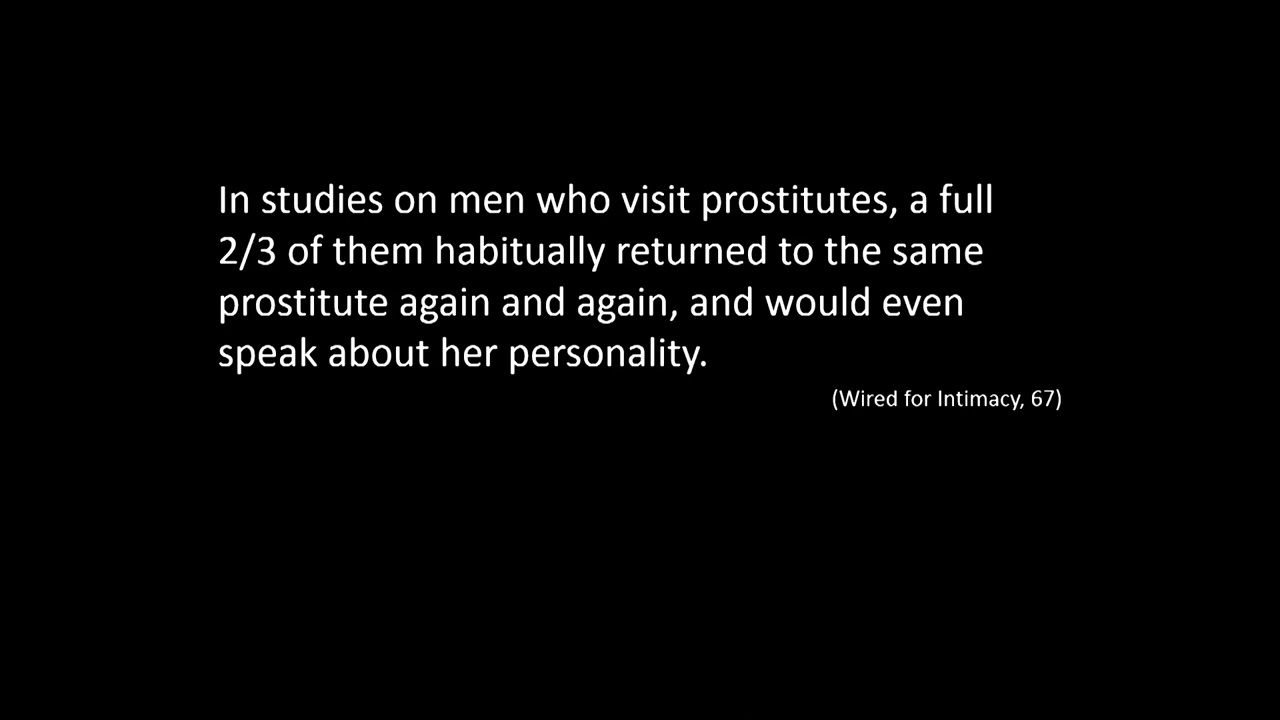 In studies on men who visit prostitutes, a full
2/3 of them habitually returned to the same
prostitute again and again, and would even
speak about her personality.
(Wired for Intimacy, 67)